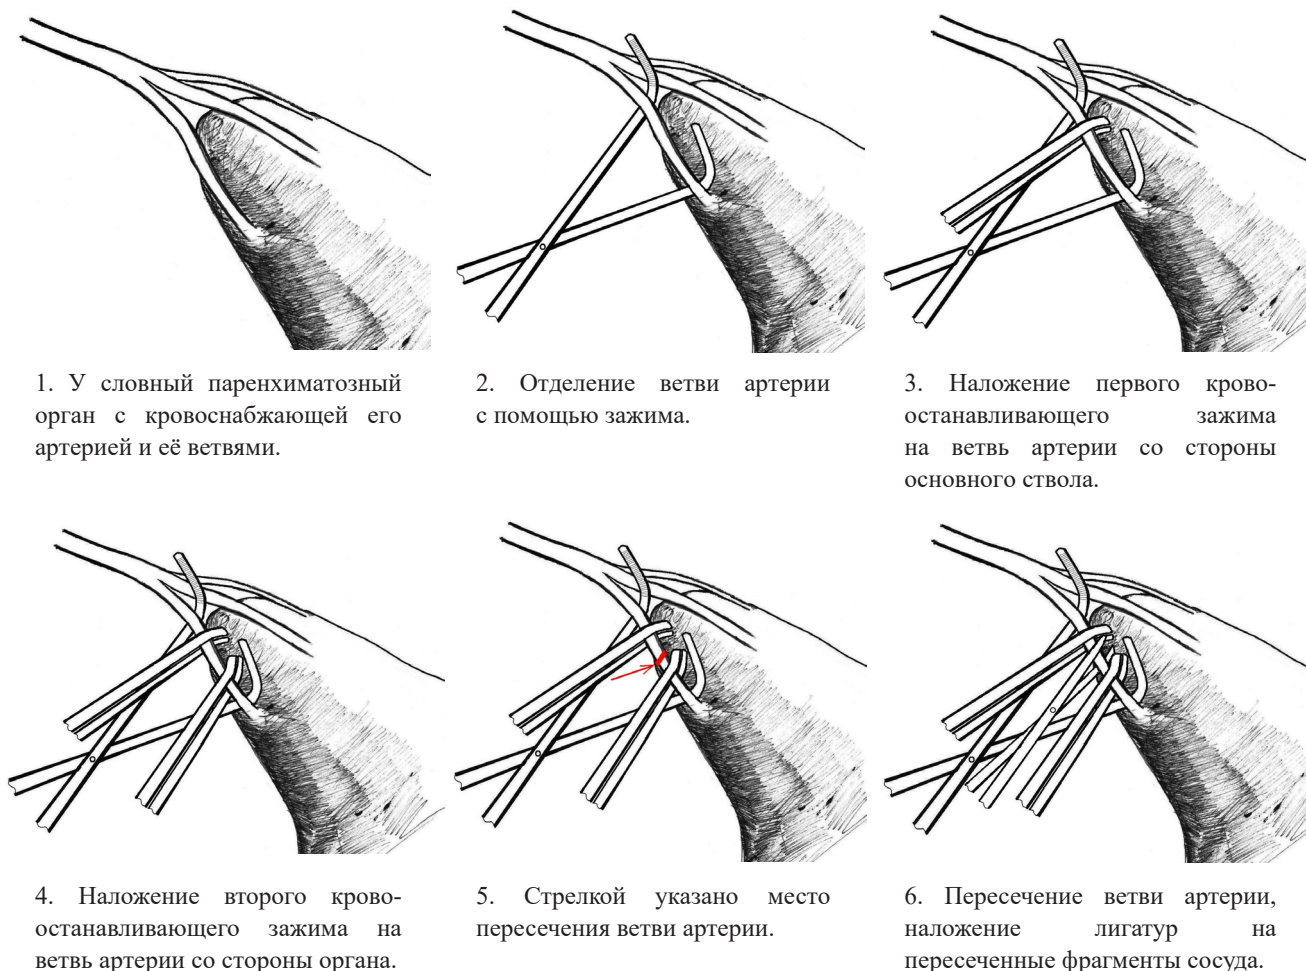 1. У словный паренхиматозный
орган с кровоснабжающей его
артерией и её ветвями.
2. Отделение ветви артерии
с помощью зажима.
3. Наложение первого крово-
останавливающего зажима
на ветвь артерии со стороны
основного ствола.
4. Наложение второго крово-
останавливающего зажима на
ветвь артерии со стороны органа.
5. Стрелкой указано место
пересечения ветви артерии.
6. Пересечение ветви артерии,
наложение лигатур на
пересеченные фрагменты сосуда.